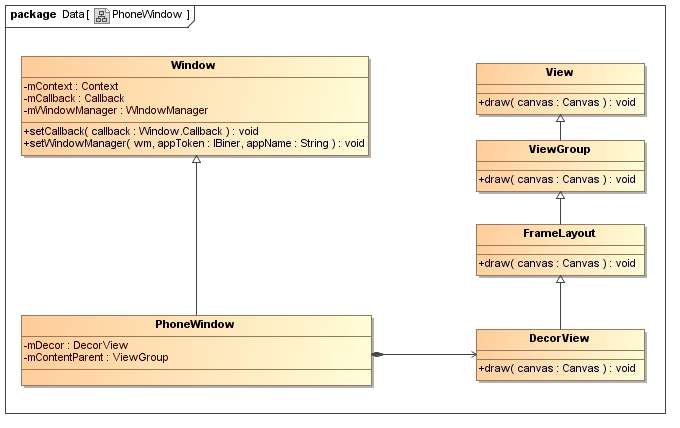 package Data[ PhoneWindow ]
Window
-mContext : Context
-mCallback : Callback
-mWindowManager : WIndowManager
+setCallback( callback : Window.Callback ) : void
+setWindowManager( wm, appToken : IBiner, appName : String ) : void
View
+draw( canvas : Canvas ) : void
ViewGroup
+draw( canvas : Canvas ) : void
FrameLayout
+draw( canvas : Canvas ) : void
PhoneWindow
-mDecor : DecorView
-mContentParent : ViewGroup
DecorView
+draw( canvas : Canvas ) : void